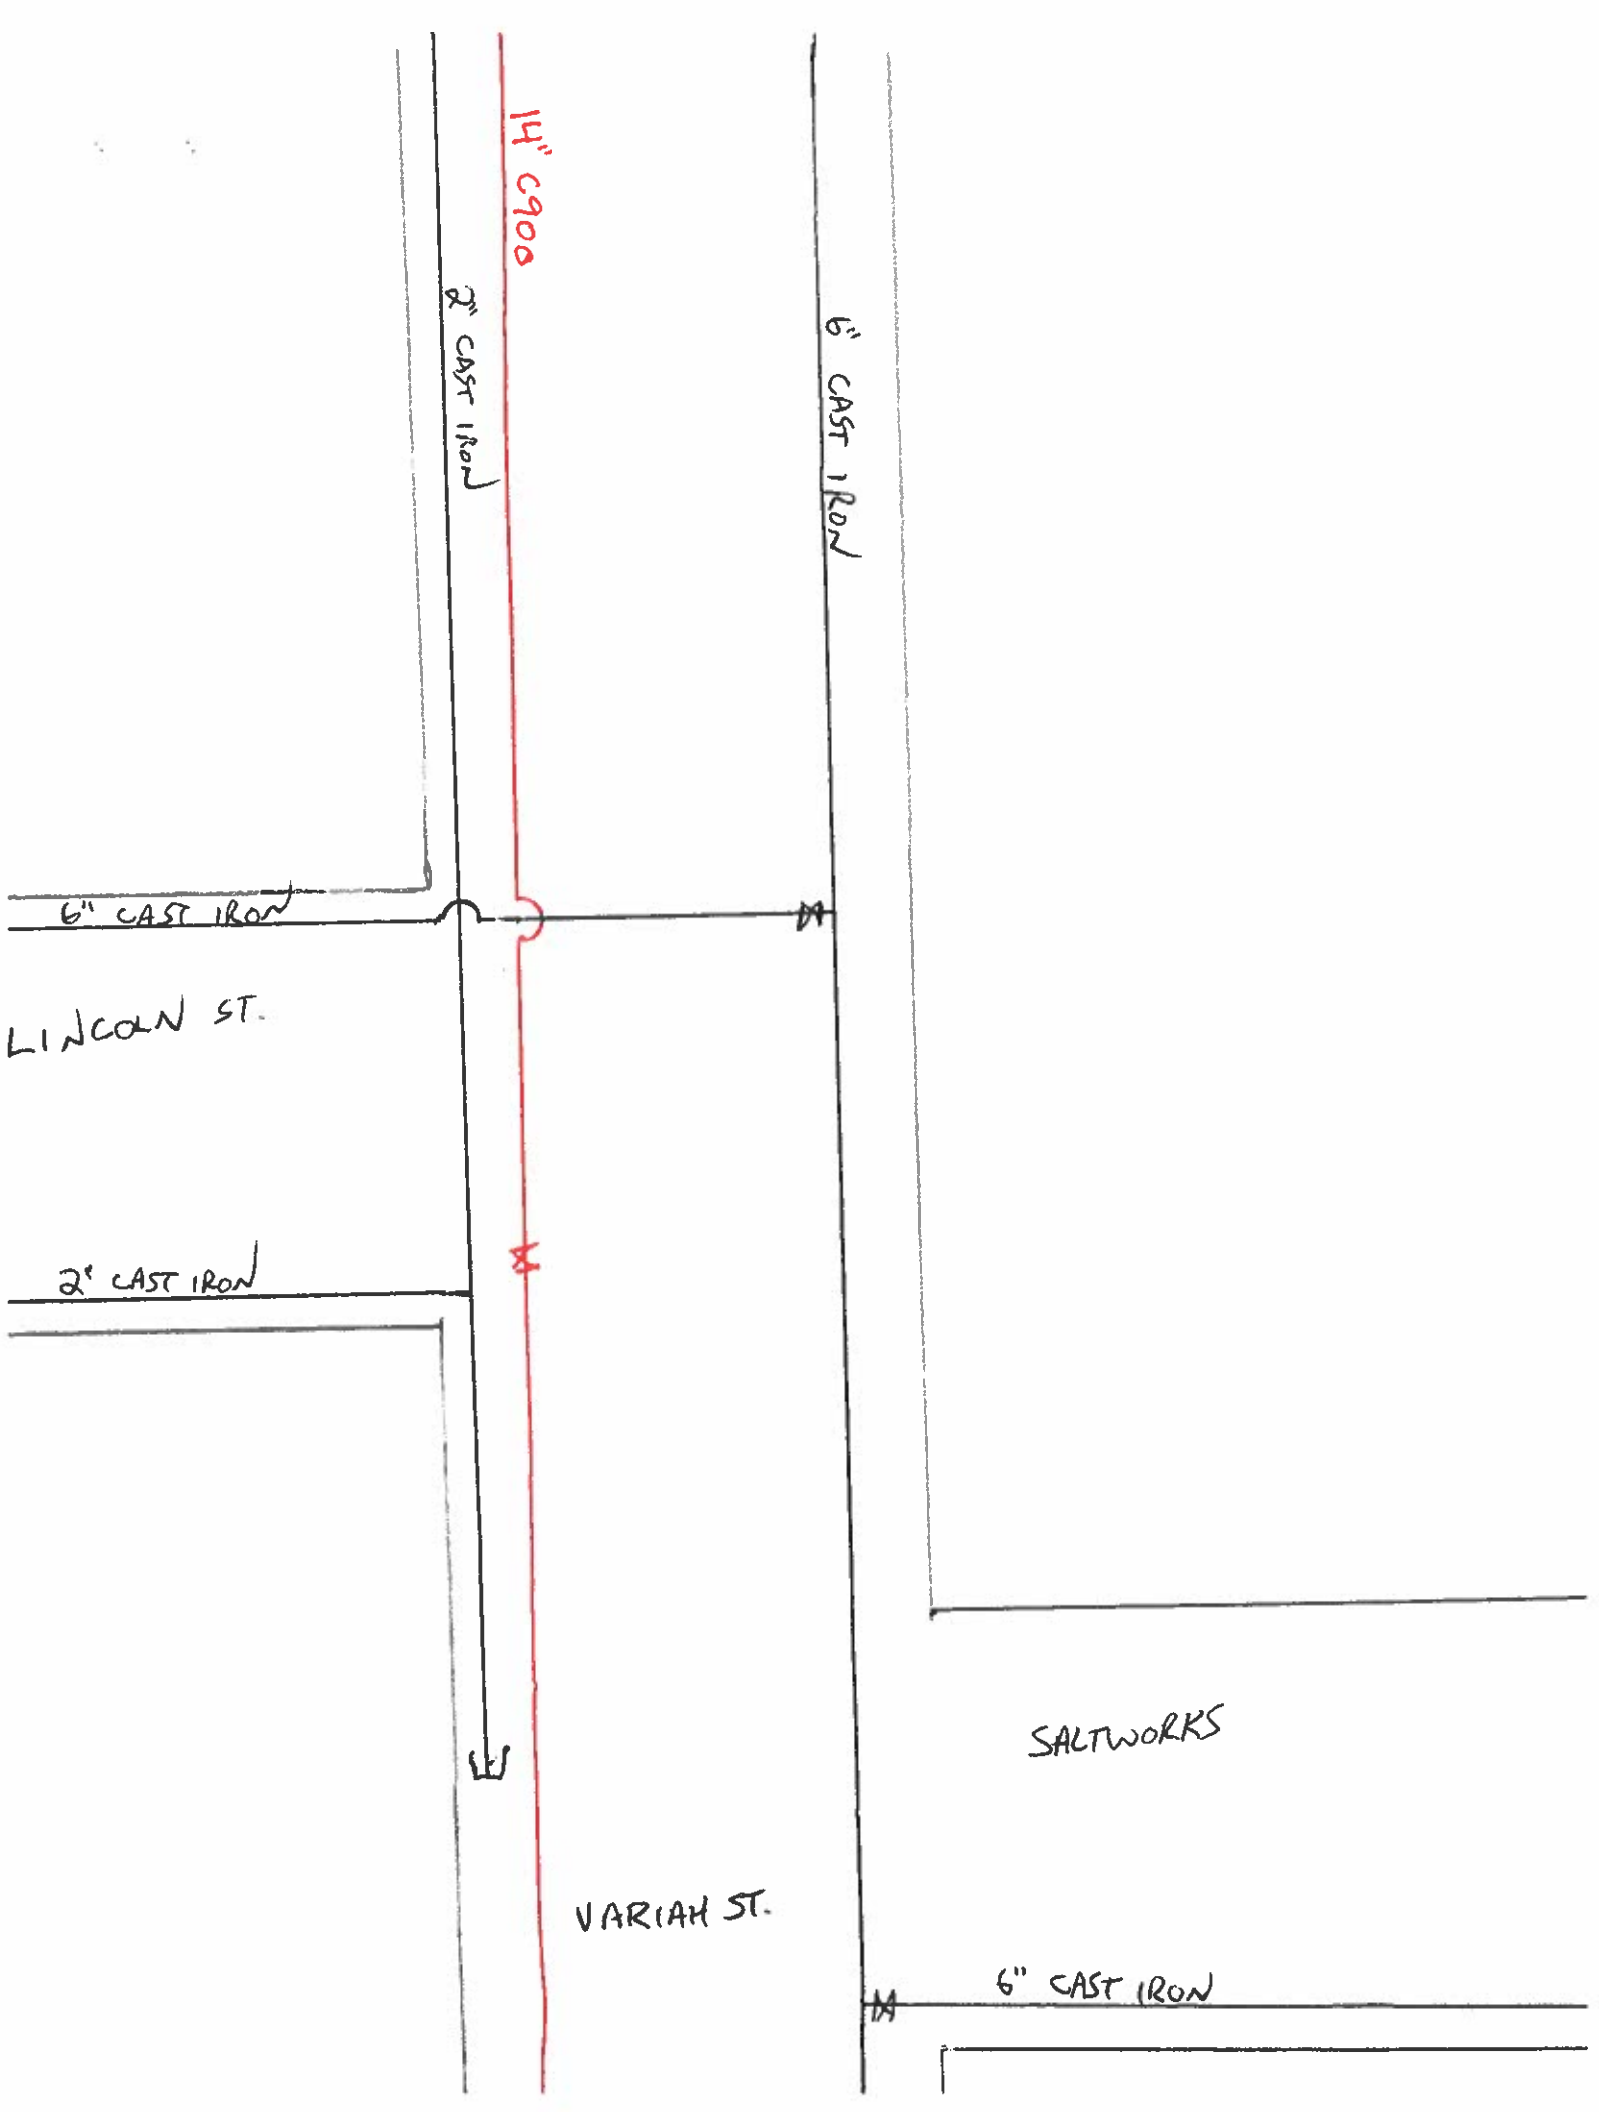 14" C900
2" CAST IRON
6" CAST IRON
6" CAST IRON
LINCOLN ST.
2" CAST IRON
SALTWORKS
VARIAH ST.
6" CAST IRON